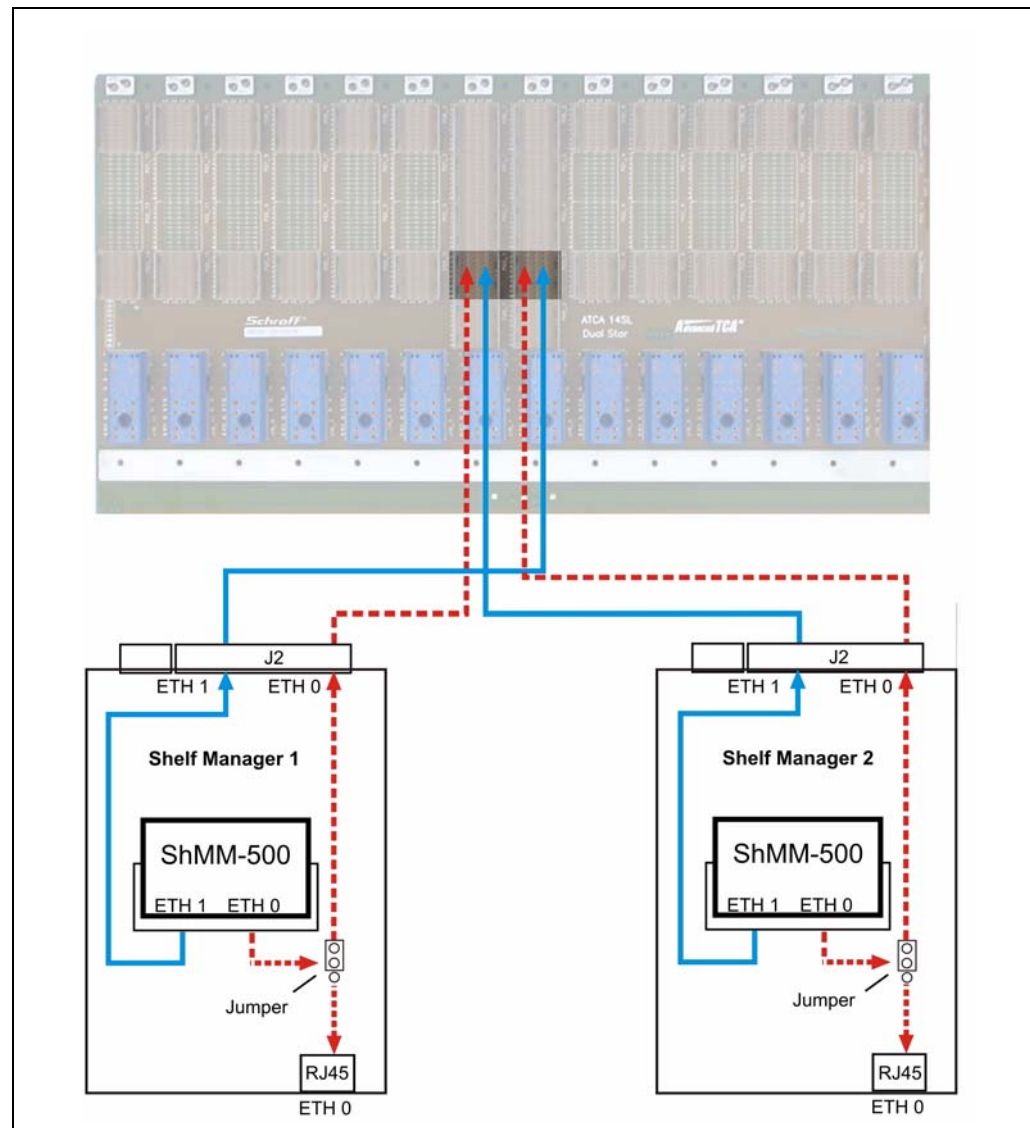 Schroff®
ATCA 14SL
Dual Star
AdvancedTCA®
J2
ETH 1
ETH 0
Shelf Manager 1
ShMM-500
ETH 1
ETH 0
Jumper
RJ45
ETH 0
J2
ETH 1
ETH 0
Shelf Manager 2
ShMM-500
ETH 1
ETH 0
Jumper
RJ45
ETH 0